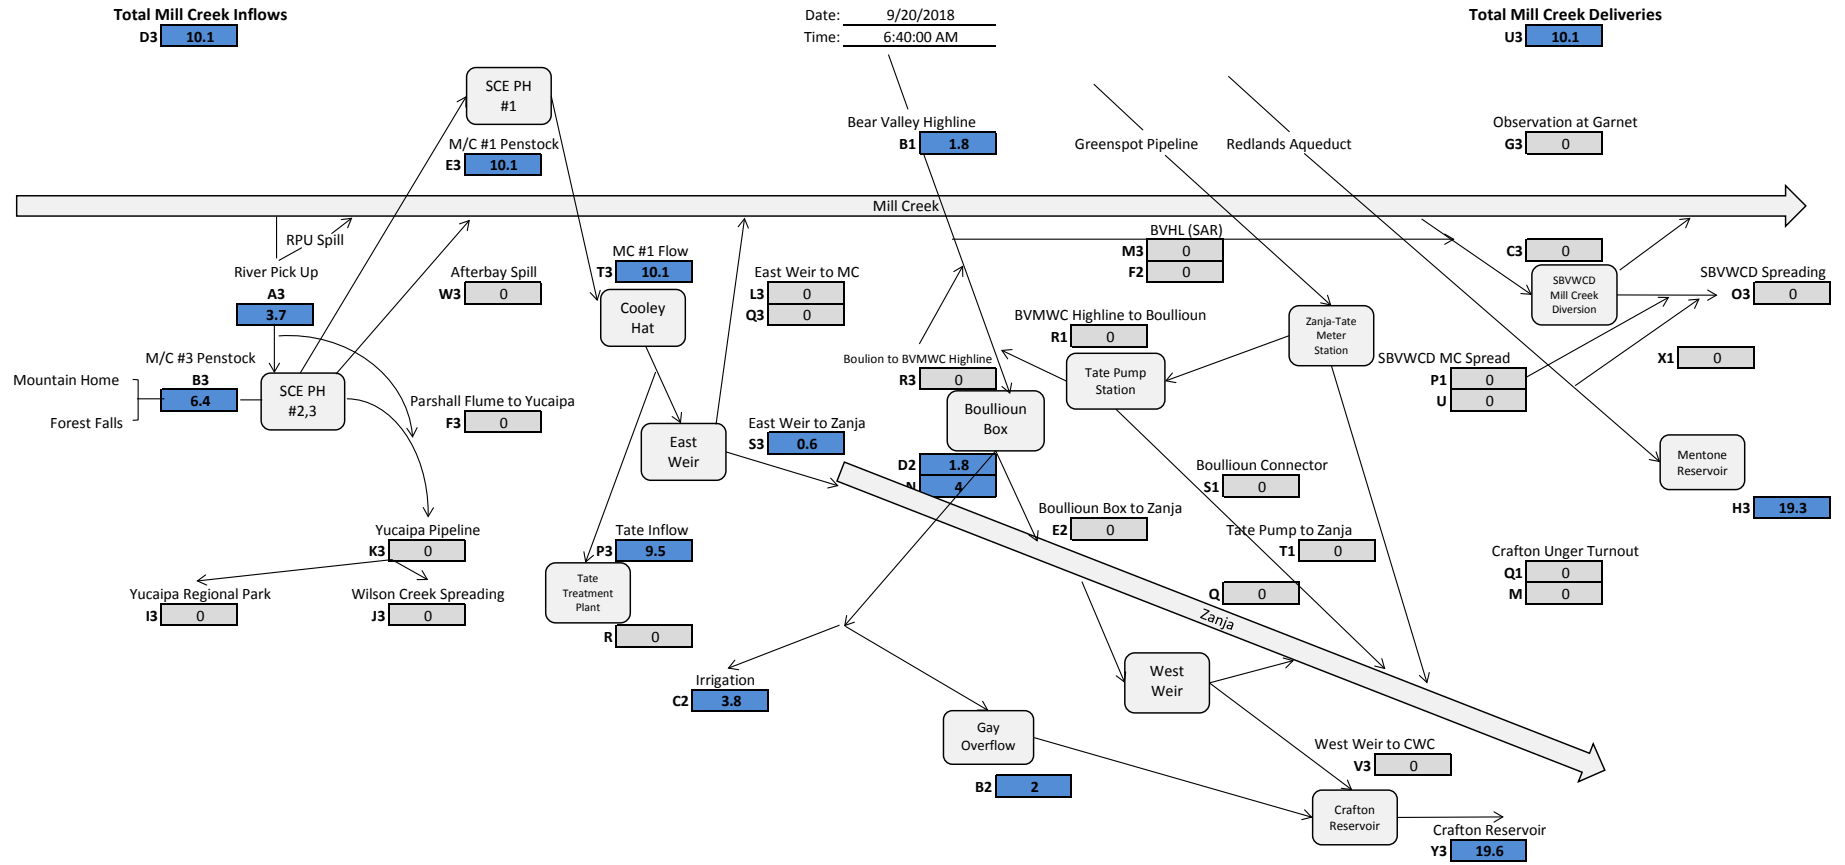 Total Mill Creek Inflows
D3 10.1
Date: 9/20/2018
Time: 6:40:00 AM
Total Mill Creek Deliveries
U3 10.1
SCE PH
#1
M/C #1 Penstock
E3 10.1
Bear Valley Highline
B1 1.8
Greenspot Pipeline
Redlands Aqueduct
Observation at Garnet
G3 0
Mill Creek
RPU Spill
River Pick Up
A3
3.7
Afterbay Spill
W3 0
MC #1 Flow
T3 10.1
Cooley
Hat
East Weir to MC
L3 0
Q3 0
BVHL (SAR)
M3 0
F2 0
C3 0
SBVWCD
Mill Creek
Diversion
SBVWCD Spreading
O3 0
BVMWC Highline to Boullioun
R1 0
Zanja-Tate
Meter
Station
M/C #3 Penstock
B3
6.4
Mountain Home
Forest Falls
SCE PH
#2,3
Parshall Flume to Yucaipa
F3 0
Boulion to BVMWC Highline
R3 0
Tate Pump
Station
SBVWCD MC Spread
P1 0
U 0
X1 0
Boullioun
Box
East
Weir
East Weir to Zanja
S3 0.6
D2 1.8
N 4
Boullioun Connector
S1 0
Mentone
Reservoir
H3 19.3
Boullioun Box to Zanja
E2 0
Tate Pump to Zanja
T1 0
Yucaipa Pipeline
K3 0
Tate Inflow
P3 9.5
Tate
Treatment
Plant
R 0
Crafton Unger Turnout
Q1 0
M 0
Yucaipa Regional Park
I3 0
Wilson Creek Spreading
J3 0
Q 0
Zanja
Irrigation
C2 3.8
West
Weir
Gay
Overflow
B2 2
West Weir to CWC
V3 0
Crafton
Reservoir
Crafton Reservoir
Y3 19.6